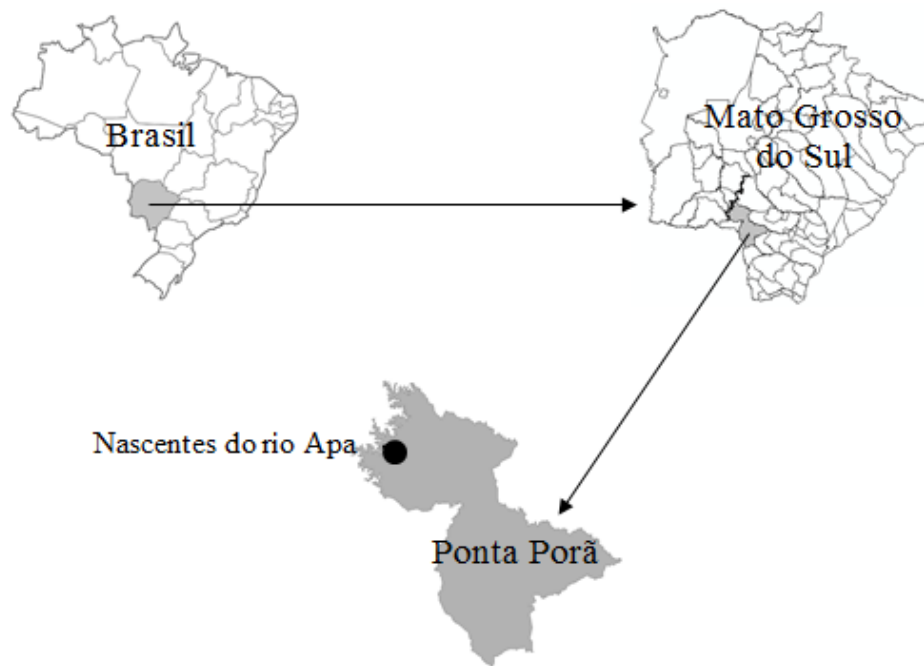 Brasil
Mato Grosso
do Sul
Nascentes do rio Apa
Ponta Porã